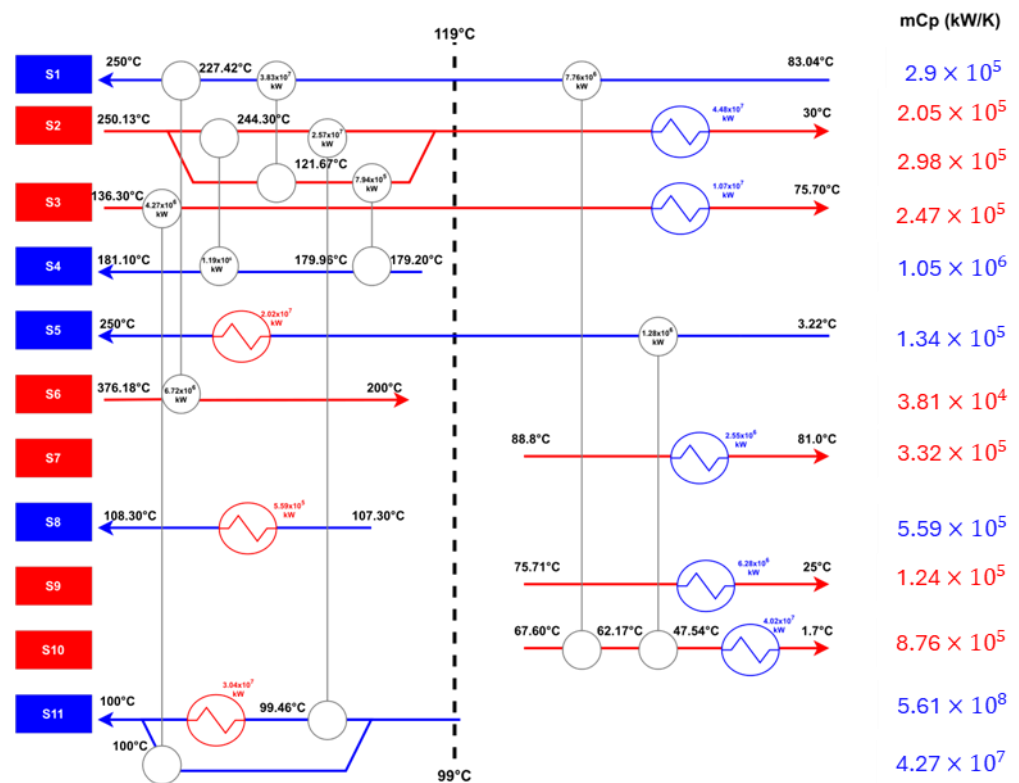 mCp (kW/K)
119°C
S1
250°C
227.42°C
3.83x10⁷
kW
7.76x10⁶
kW
83.04°C
2.9 × 10⁵
S2
250.13°C
244.30°C
2.57x10⁷
kW
4.48x10⁷
kW
30°C
2.05 × 10⁵
121.67°C
7.94x10⁵
kW
2.98 × 10⁵
S3
136.30°C
4.27x10⁶
kW
1.07x10⁷
kW
75.70°C
2.47 × 10⁵
S4
181.10°C
1.19x10⁶
kW
179.96°C
179.20°C
1.05 × 10⁶
S5
250°C
2.02x10⁷
kW
1.28x10⁶
kW
3.22°C
1.34 × 10⁵
S6
376.18°C
6.72x10⁶
kW
200°C
3.81 × 10⁴
S7
88.8°C
2.55x10⁶
kW
81.0°C
3.32 × 10⁵
S8
108.30°C
5.59x10⁵
kW
107.30°C
5.59 × 10⁵
S9
75.71°C
6.28x10⁶
kW
25°C
1.24 × 10⁵
S10
67.60°C
62.17°C
47.54°C
4.02x10⁷
kW
1.7°C
8.76 × 10⁵
S11
100°C
3.04x10⁷
kW
99.46°C
5.61 × 10⁸
100°C
4.27 × 10⁷
99°C